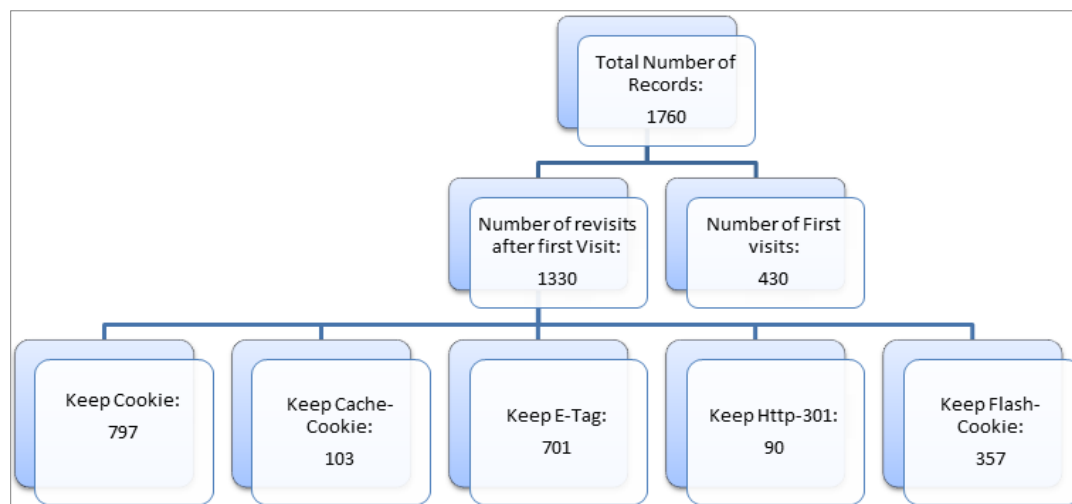 Total Number of
Records:
1760
Number of revisits
after first Visit:
1330
Number of First
visits:
430
Keep Cookie:
797
Keep Cache-
Cookie:
103
Keep E-Tag:
701
Keep Http-301:
90
Keep Flash-
Cookie:
357